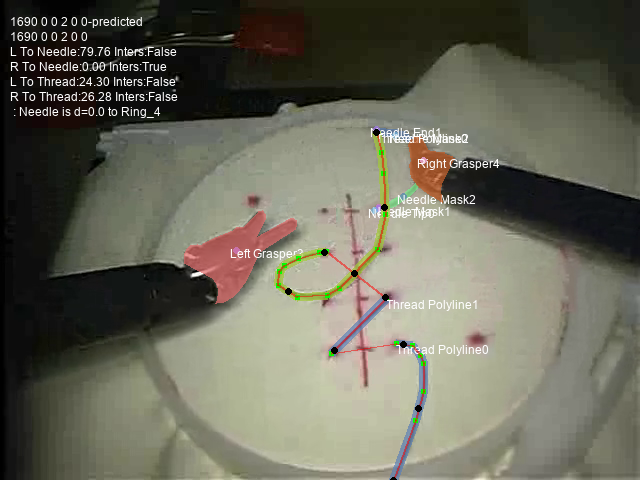 1690 0 0 2 0 0-predicted
1690 0 0 2 0 0
L To Needle:79.76 Inters:False
R To Needle:0.00 Inters:True
L To Thread:24.30 Inters:False
R To Thread:26.28 Inters:False
: Needle is d=0.0 to Ring_4
Needle End1
Right Grasper4
Needle Mask2
Needle Mask1
Left Grasper3
Thread Polyline1
Thread Polyline0